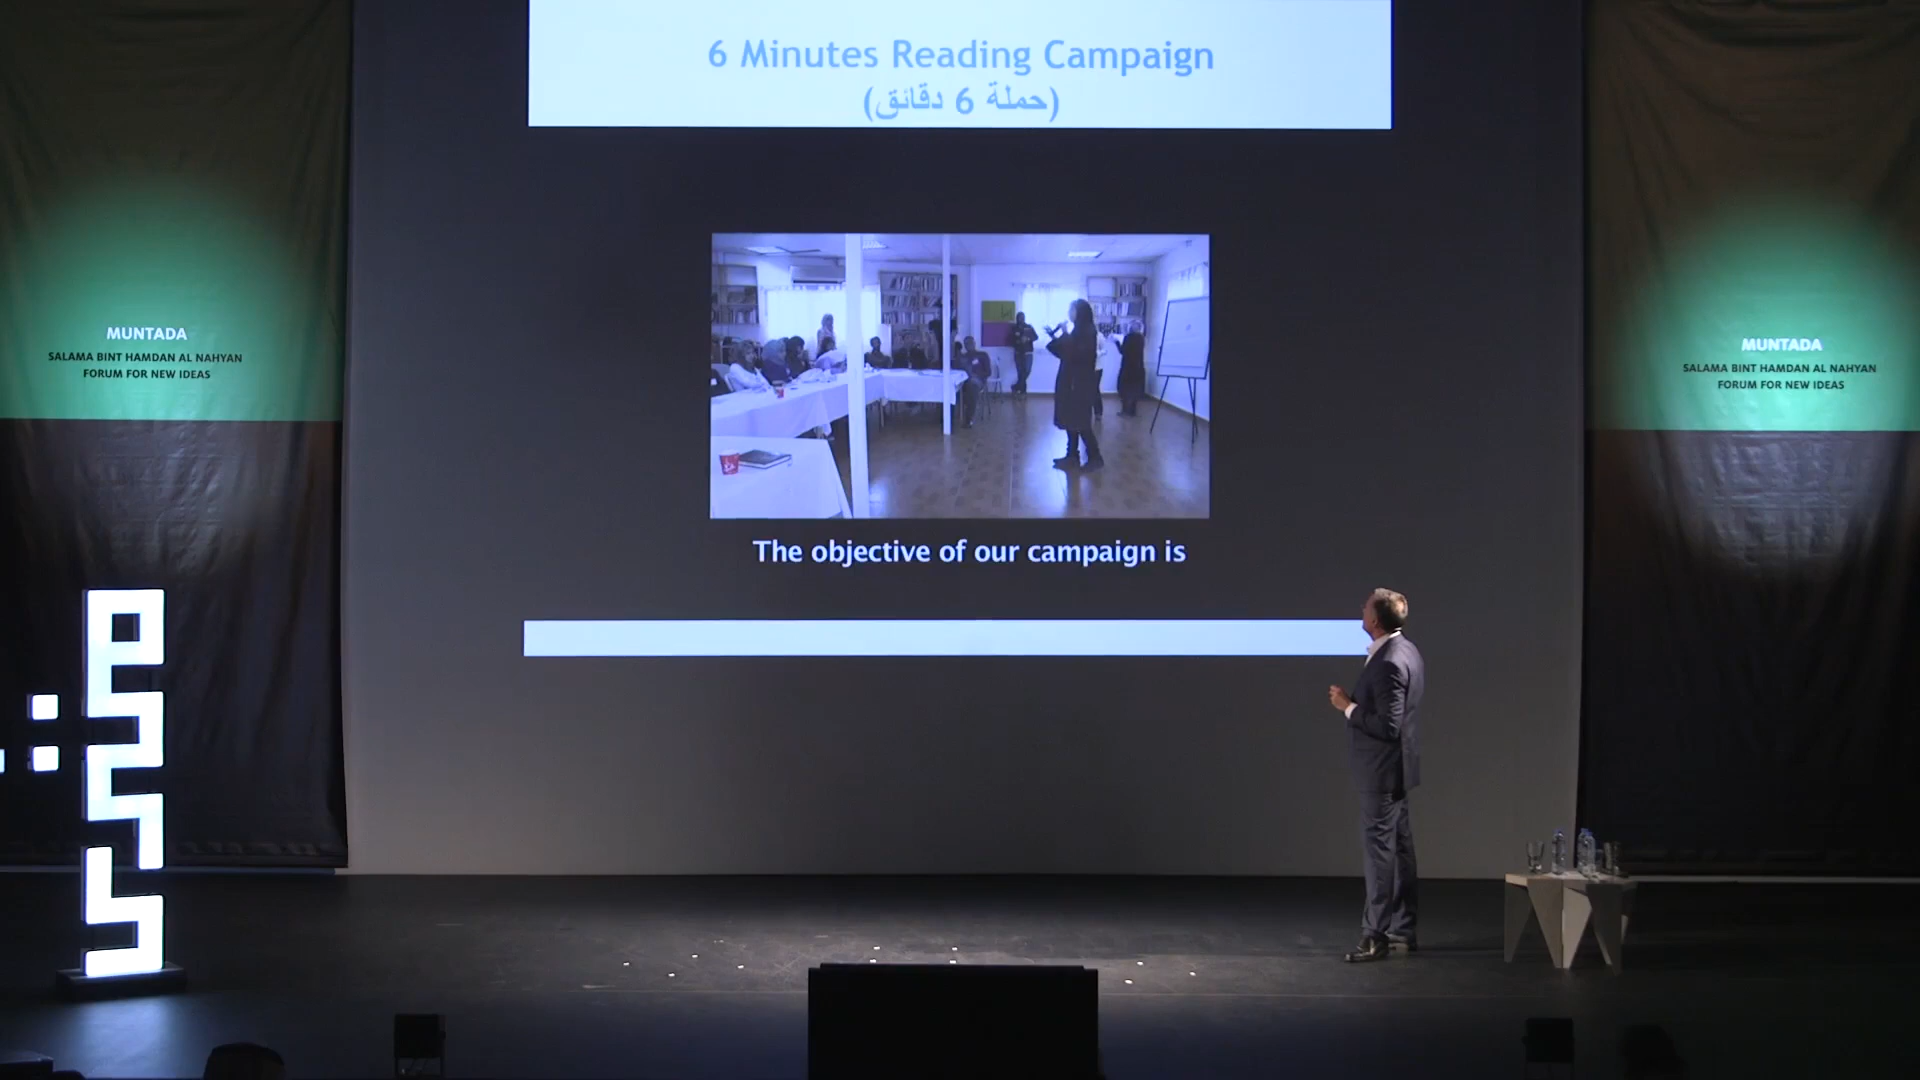 6 Minutes Reading Campaign
(حملة 6 دقائق)
The objective of our campaign is
MUNTADA
SALAMA BINT HAMDAN AL NAHYAN
FORUM FOR NEW IDEAS
MUNTADA
SALAMA BINT HAMDAN AL NAHYAN
FORUM FOR NEW IDEAS